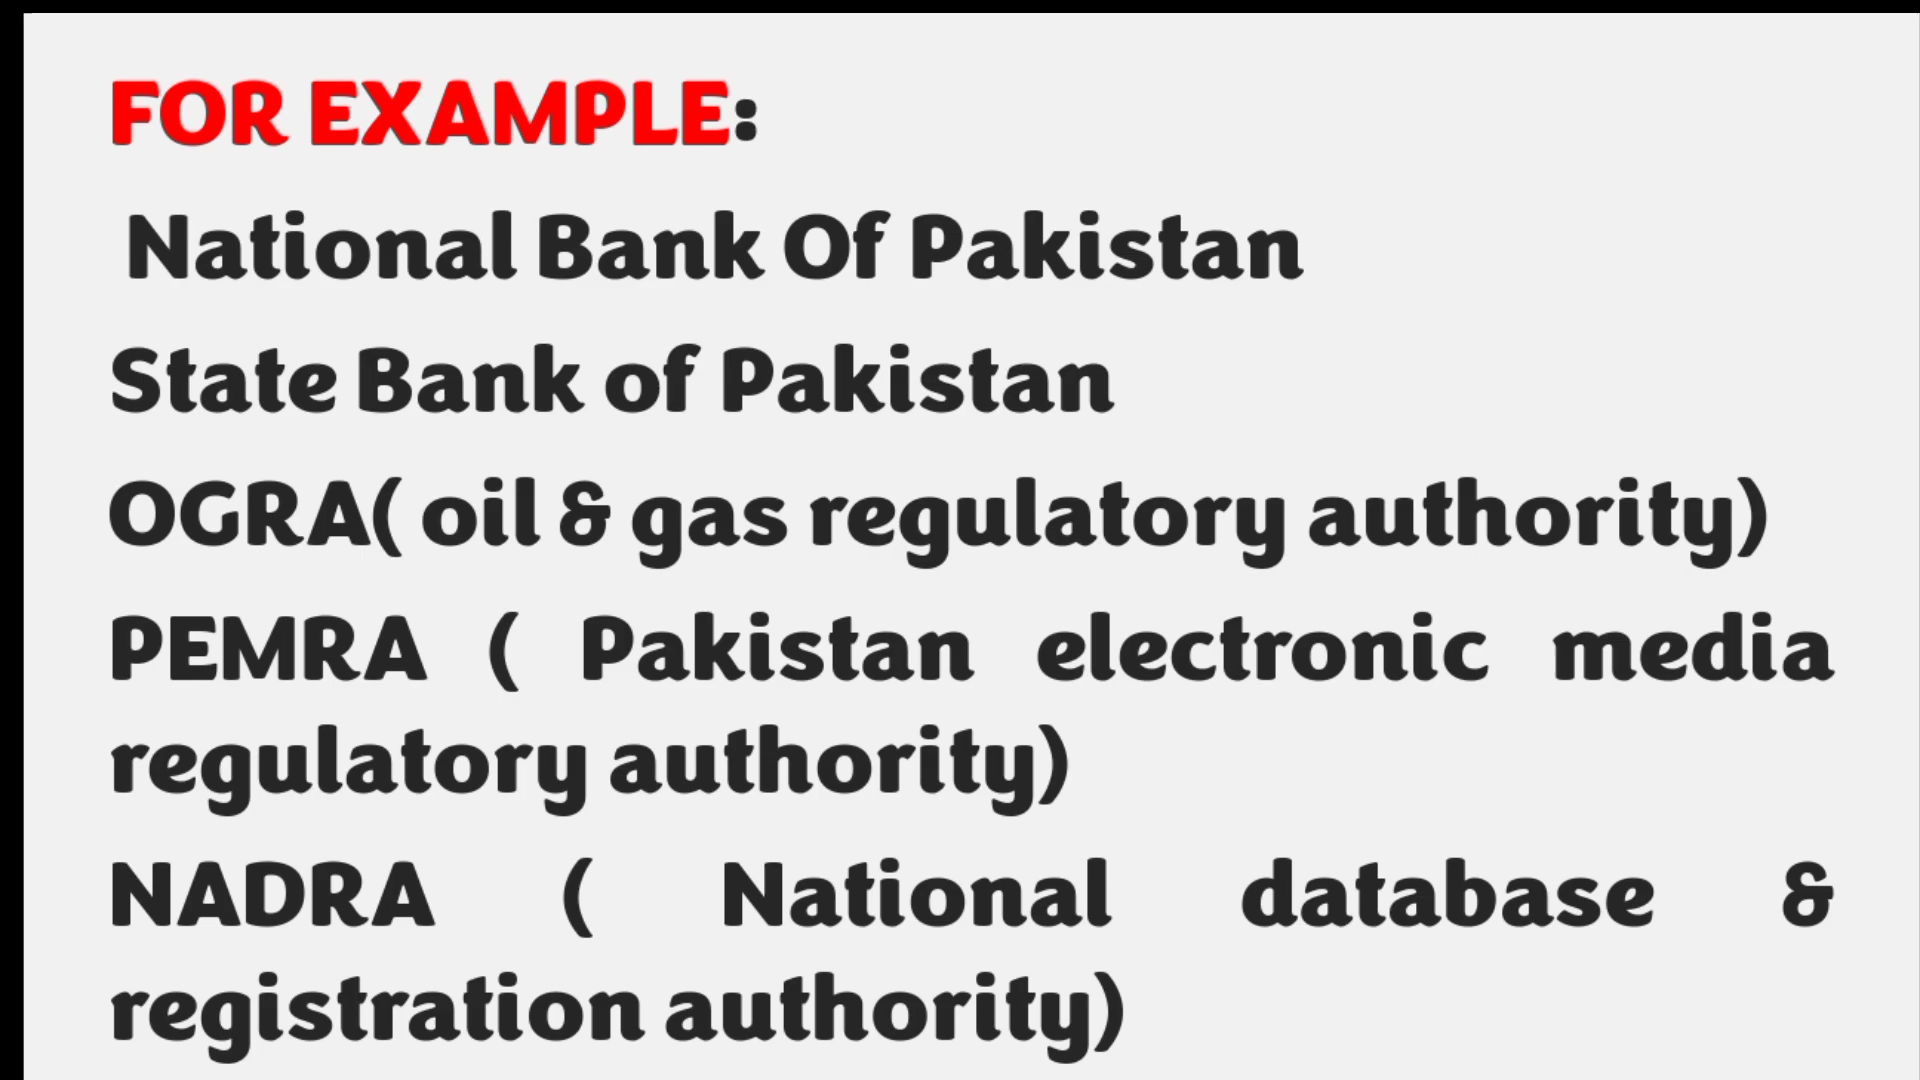 FOR EXAMPLE:
National Bank Of Pakistan
State Bank of Pakistan
OGRA( oil & gas regulatory authority)
PEMRA ( Pakistan electronic media
regulatory authority)
NADRA ( National database &
registration authority)